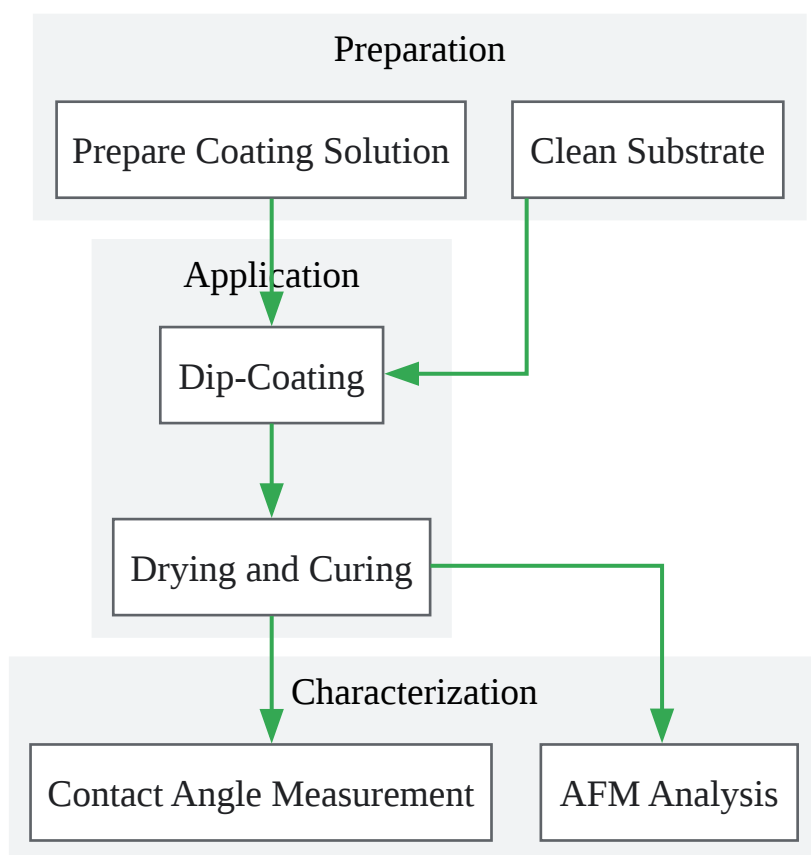 Preparation
Prepare Coating Solution
Clean Substrate
Application
Dip-Coating
Drying and Curing
Characterization
Contact Angle Measurement
AFM Analysis